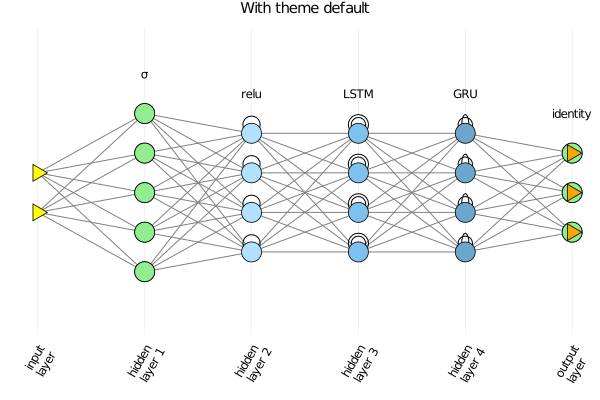 With theme default
σ
relu
LSTM
GRU
identity
input
layer
hidden
layer 1
hidden
layer 2
hidden
layer 3
hidden
layer 4
output
layer